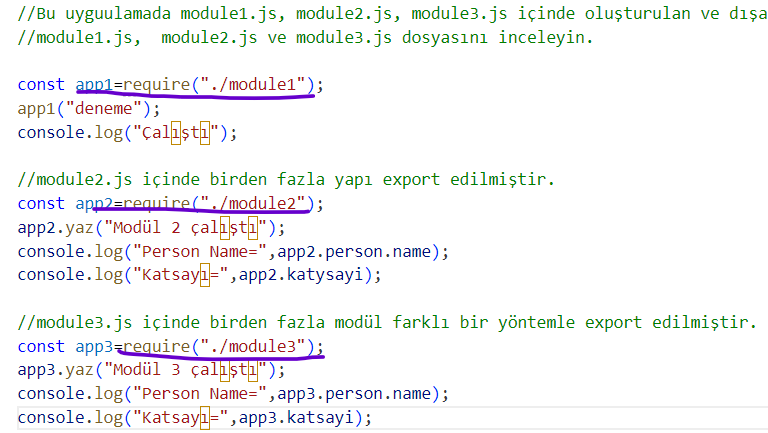 //Bu uyguulamada module1.js, module2.js, module3.js içinde oluşturulan ve dışa
//module1.js,  module2.js ve module3.js dosyasını inceleyin.
const app1=require("./module1");
app1("deneme");
console.log("Çalıştı");
//module2.js içinde birden fazla yapı export edilmiştir.
const app2=require("./module2");
app2.yaz("Modül 2 çalıştı");
console.log("Person Name=",app2.person.name);
console.log("Katsayı=",app2.katysayi);
//module3.js içinde birden fazla modül farklı bir yöntemle export edilmiştir.
const app3=require("./module3");
app3.yaz("Modül 3 çalıştı");
console.log("Person Name=",app3.person.name);
console.log("Katsayı=",app3.katsayi);